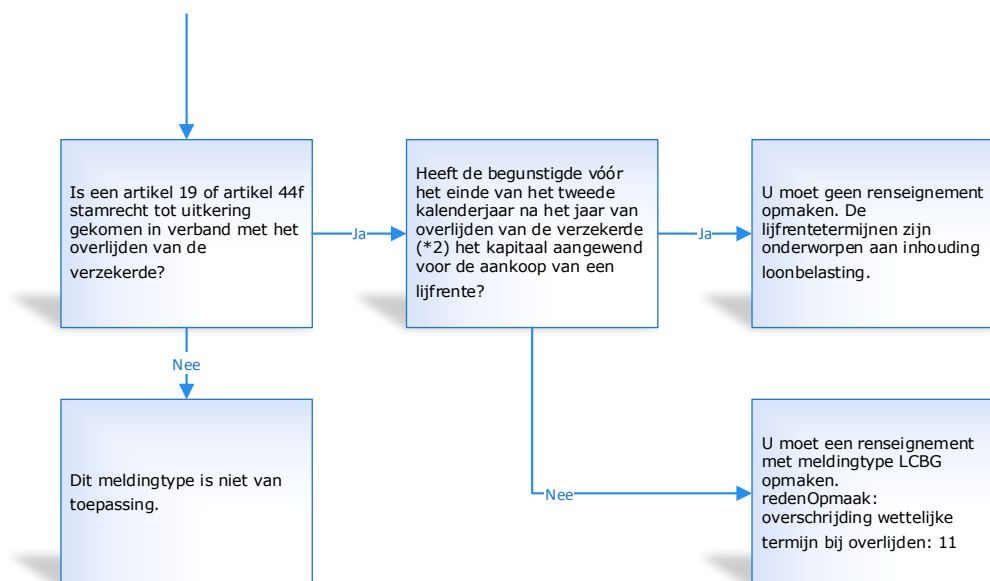 Is een artikel 19 of artikel 44f
stamrecht tot uitkering
gekomen in verband met het
overlijden van de
verzekerde?
Ja
Heeft de begunstigde vóór
het einde van het tweede
kalenderjaar na het jaar van
overlijden van de verzekerde
(*2) het kapitaal aangewend
voor de aankoop van een
lijfrente?
Ja
U moet geen renseignement
opmaken. De
lijfrentetermijnen zijn
onderworpen aan inhouding
loonbelasting.
Nee
Dit meldingtype is niet van
toepassing.
Nee
U moet een renseignement
met meldingtype LCBG
opmaken.
redenOpmaak:
overschrijding wettelijke
termijn bij overlijden: 11